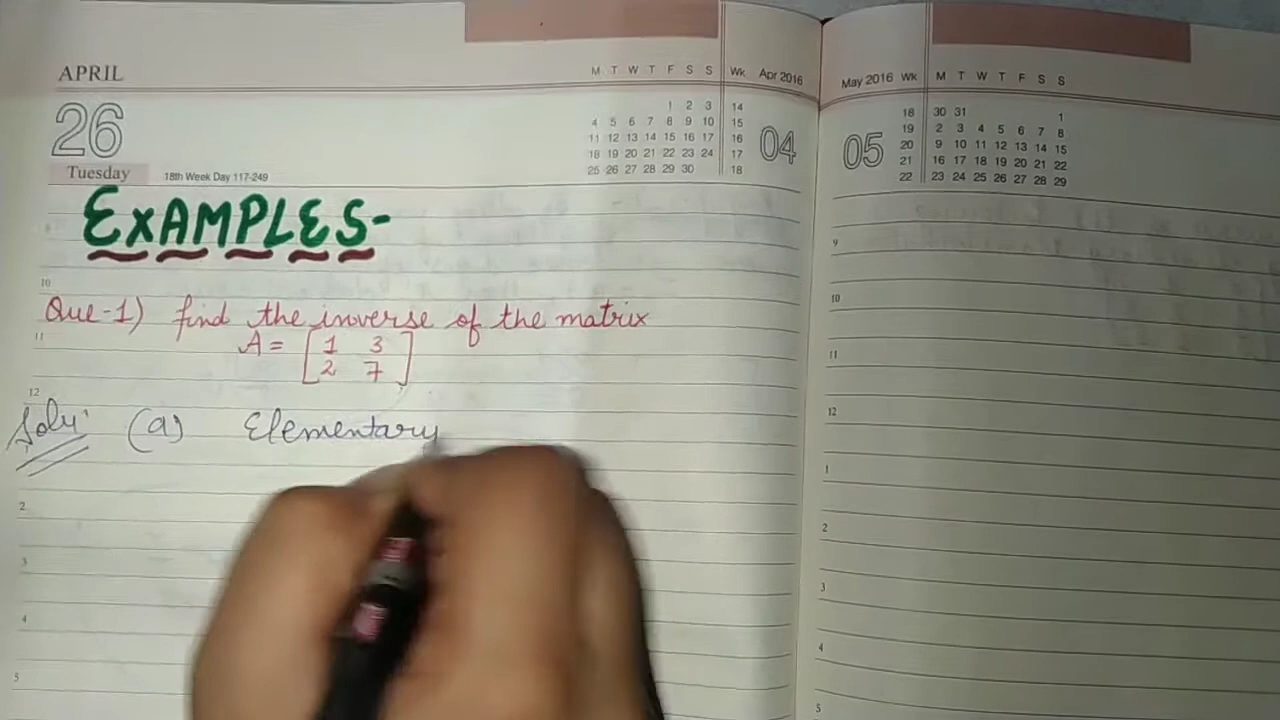 APRIL
26
Tuesday
18th Week Day 117-249
M T W T F S S Wk Apr 2016
1 2 3 14
4 5 6 7 8 9 10 15
11 12 13 14 15 16 17 16
18 19 20 21 22 23 24 17
25 26 27 28 29 30 18
04
EXAMPLES-
10
Que-1) find the inverse of the matrix
11
A = [ 1 3
2 7 ]
12
Soln: (a) Elementary
2
3
4
5
May 2016 Wk M T W T F S S
18 30 31 1
19 2 3 4 5 6 7 8
20 9 10 11 12 13 14 15
21 16 17 18 19 20 21 22
22 23 24 25 26 27 28 29
05
9
10
11
12
1
2
3
4
5